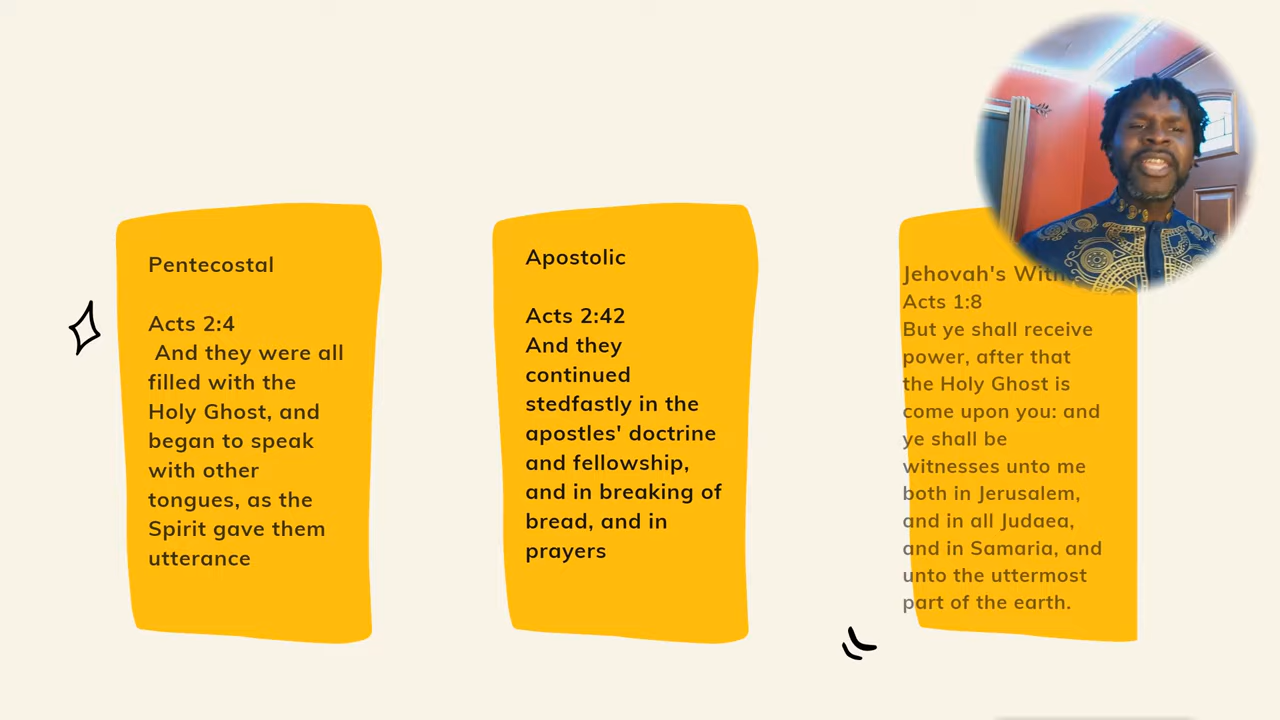 Pentecostal
Acts 2:4
And they were all
filled with the
Holy Ghost, and
began to speak
with other
tongues, as the
Spirit gave them
utterance
Apostolic
Acts 2:42
And they
continued
stedfastly in the
apostles' doctrine
and fellowship,
and in breaking of
bread, and in
prayers
Jehovah's
Acts 1:8
But ye shall receive
power, after that
the Holy Ghost is
come upon you: and
ye shall be
witnesses unto me
both in Jerusalem,
and in all Judaea,
and in Samaria, and
unto the uttermost
part of the earth.